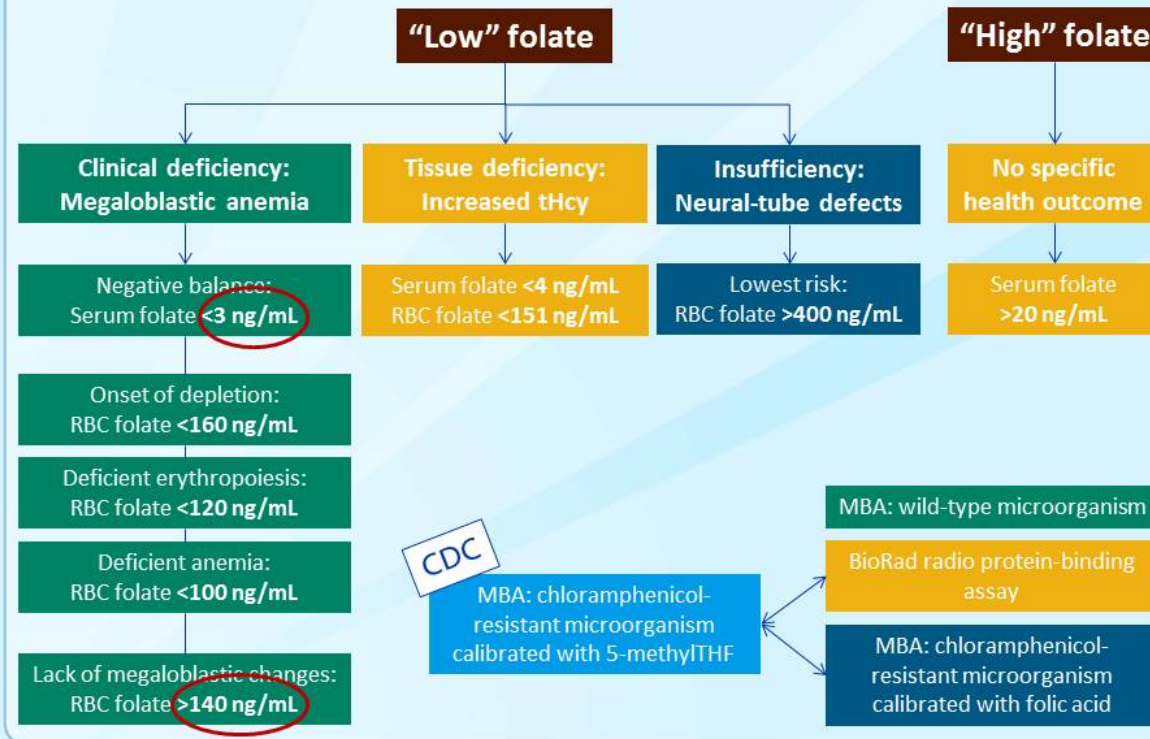 “Low” folate
“High” folate
Clinical deficiency:
Megaloblastic anemia
Tissue deficiency:
Increased tHcy
Insufficiency:
Neural-tube defects
No specific
health outcome
Negative balance:
Serum folate <3 ng/mL
Serum folate <4 ng/mL
RBC folate <151 ng/mL
Lowest risk:
RBC folate >400 ng/mL
Serum folate
>20 ng/mL
Onset of depletion:
RBC folate <160 ng/mL
Deficient erythropoiesis:
RBC folate <120 ng/mL
Deficient anemia:
RBC folate <100 ng/mL
Lack of megaloblastic changes:
RBC folate >140 ng/mL
CDC
MBA: chloramphenicol-
resistant microorganism
calibrated with 5-methylTHF
MBA: wild-type microorganism
BioRad radio protein-binding
assay
MBA: chloramphenicol-
resistant microorganism
calibrated with folic acid